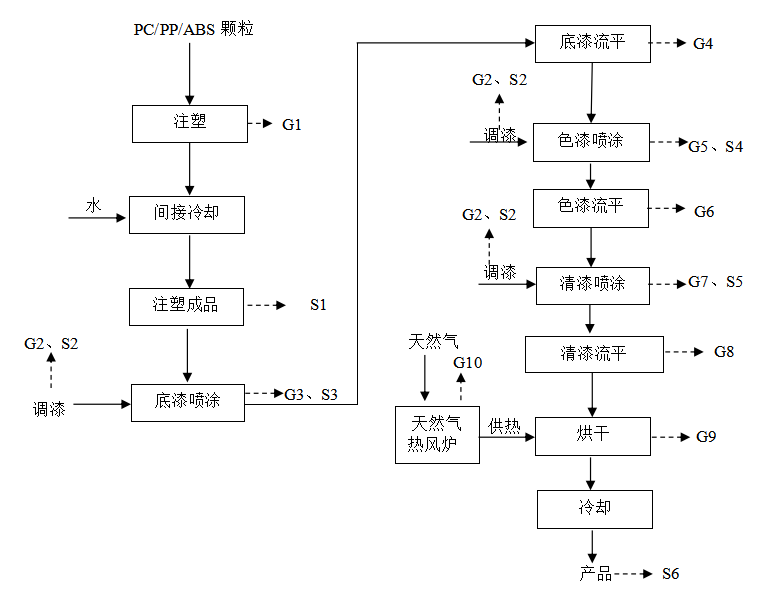 PC/PP/ABS 颗粒
注塑
G1
水
间接冷却
注塑成品
S1
G2、S2
调漆
底漆喷涂
G3、S3
底漆流平
G4
G2、S2
调漆
色漆喷涂
G5、S4
色漆流平
G6
G2、S2
调漆
清漆喷涂
G7、S5
清漆流平
G8
天然气
G10
天然气
热风炉
供热
烘干
G9
冷却
产品
S6